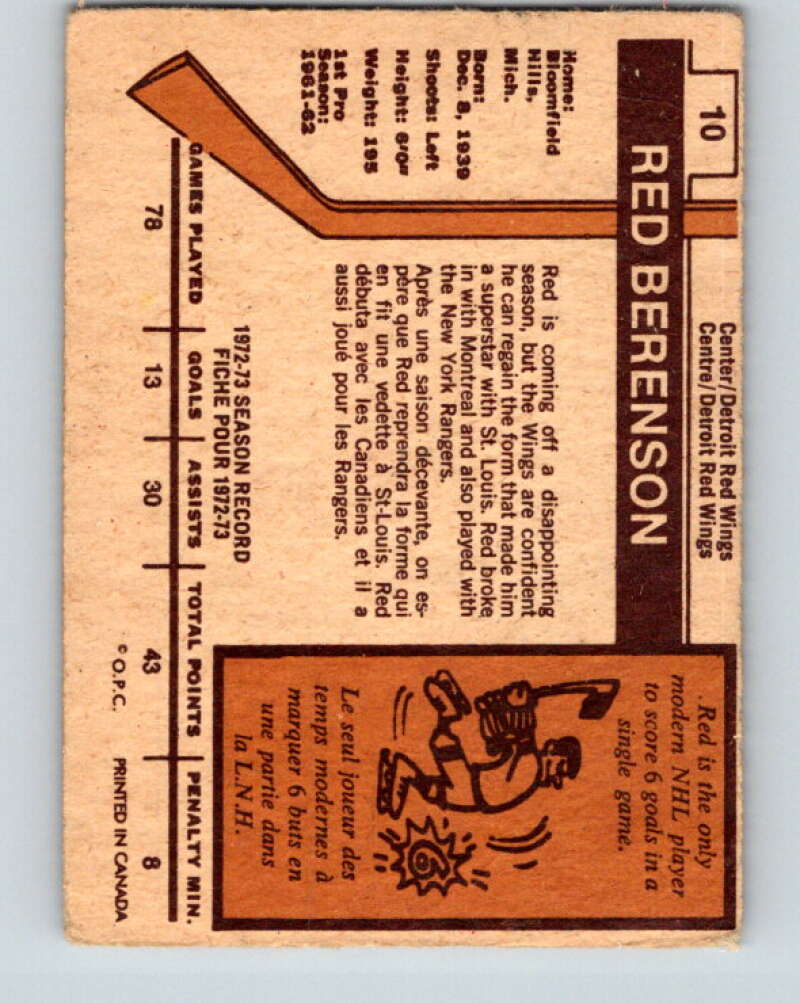 10
Center/Detroit Red Wings
Centre/Detroit Red Wings
RED BERENSON
Home:
Bloomfield
Hills,
Mich.
Born:
Dec. 8, 1939
Shoots: Left
Height: 6'0"
Weight: 195
1st Pro
Season:
1961-62
Red is coming off a disappointing
season, but the Wings are confident
he can regain the form that made him
a superstar with St. Louis. Red broke
in with Montreal and also played with
the New York Rangers.
Après une saison décevante, on es-
père que Red reprendra la forme qui
en fit une vedette à St-Louis. Red
débuta avec les Canadiens et il a
aussi joué pour les Rangers.
Red is the only
modern NHL player
to score 6 goals in a
single game.
6
Le seul joueur des
temps modernes à
marquer 6 buts en
une partie dans
la L.N.H.
1972-73 SEASON RECORD
FICHE POUR 1972-73
GAMES PLAYED GOALS ASSISTS TOTAL POINTS PENALTY MIN.
78 13 30 43 8
© O.P.C. PRINTED IN CANADA